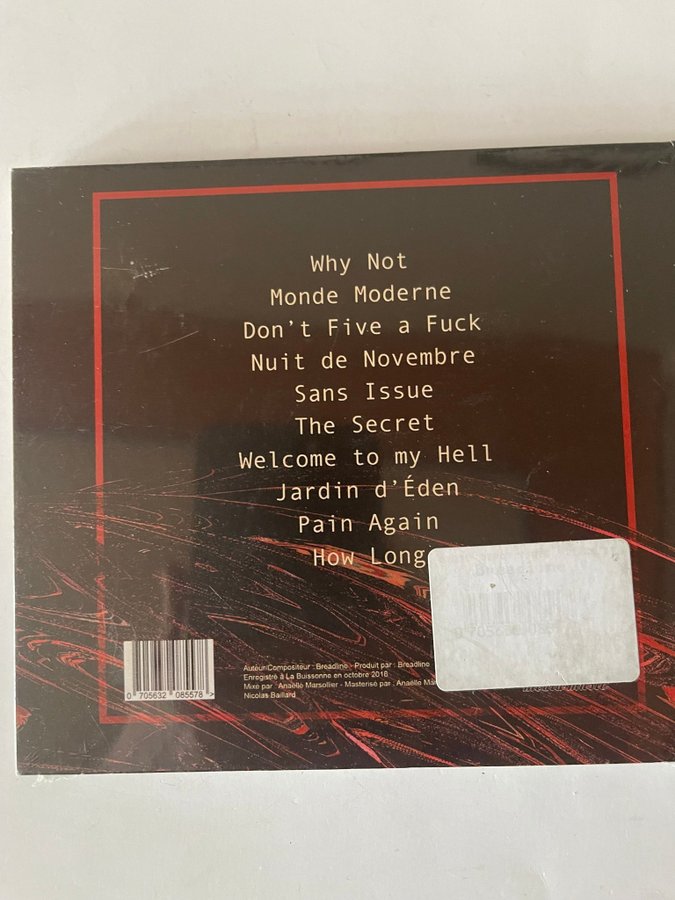 Why Not
Monde Moderne
Don't Five a Fuck
Nuit de Novembre
Sans Issue
The Secret
Welcome to my Hell
Jardin d'Éden
Pain Again
How Long
Auteur/Compositeur : Breadline - Produit par : Breadline
Enregistré à La Buissonne en octobre 2018
Mixé par : Anaëlle Marsollier - Masterisé par : Anaëlle
Nicolas Baillard
0 705632 085578 >